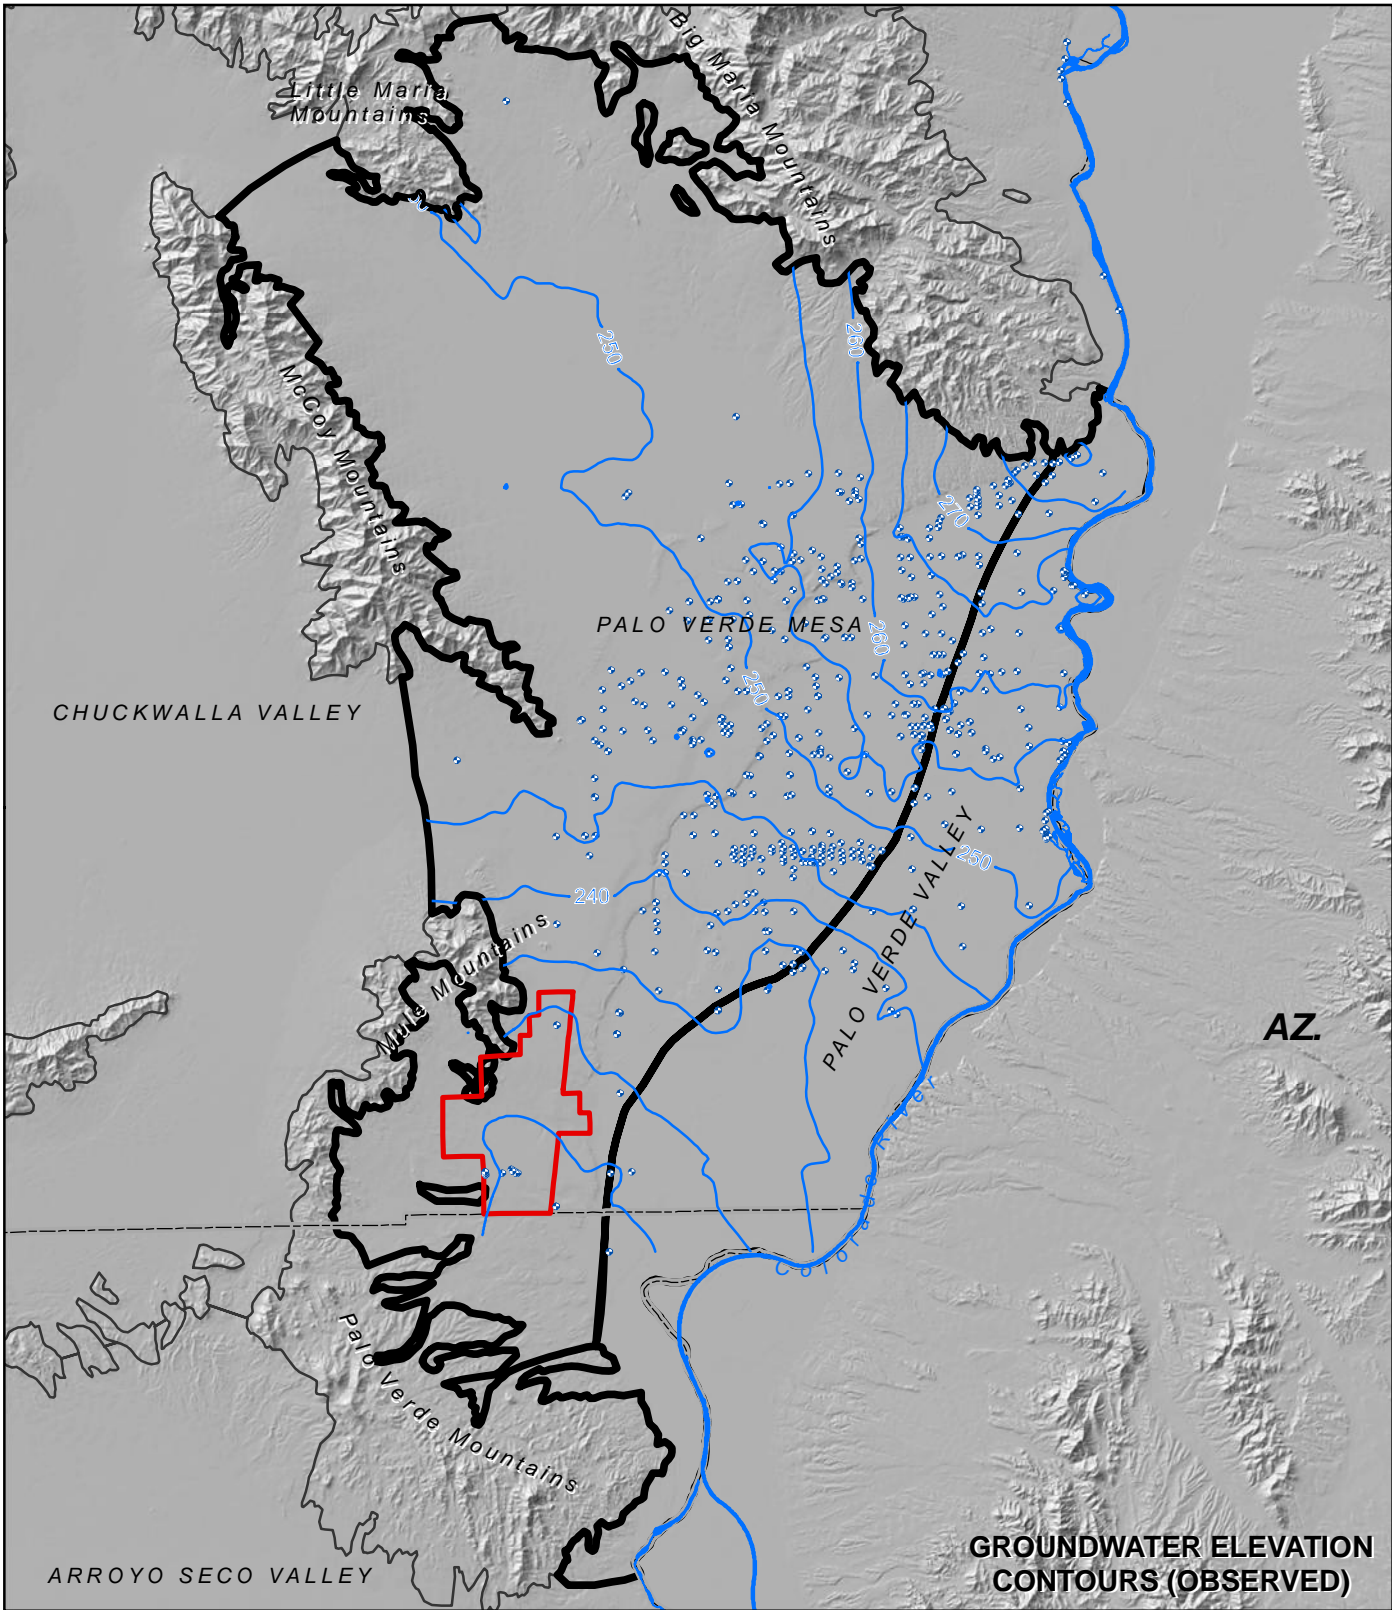 Big Maria Mountains
Little Maria
Mountains
250
260
McCoy Mountains
270
PALO VERDE MESA
260
250
CHUCKWALLA VALLEY
PALO VERDE VALLEY
250
240
Mule Mountains
AZ.
Colorado River
Palo Verde Mountains
GROUNDWATER ELEVATION
CONTOURS (OBSERVED)
ARROYO SECO VALLEY